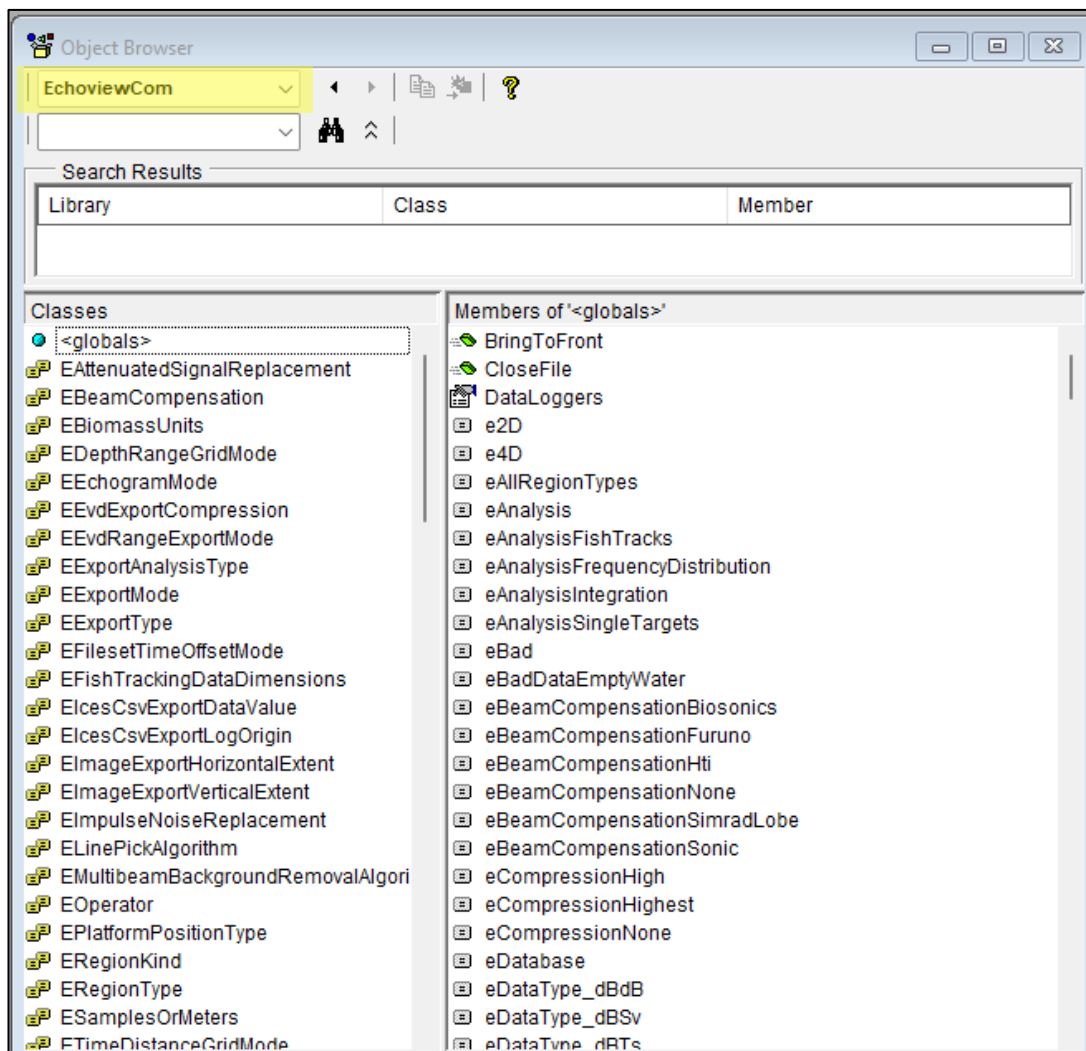 Object Browser
EchoviewCom
Search Results
Library Class Member
Classes
<globals>
EAttenuatedSignalReplacement
EBeamCompensation
EBiomassUnits
EDepthRangeGridMode
EEchogramMode
EEvdExportCompression
EEvdRangeExportMode
EExportAnalysisType
EExportMode
EExportType
EFilesetTimeOffsetMode
EFishTrackingDataDimensions
EIcesCsvExportDataValue
EIcesCsvExportLogOrigin
EImageExportHorizontalExtent
EImageExportVerticalExtent
EImpulseNoiseReplacement
ELinePickAlgorithm
EMultibeamBackgroundRemovalAlgori
EOperator
EPlatformPositionType
ERegionKind
ERegionType
ESamplesOrMeters
ETimeDistanceGridMode
Members of '<globals>'
BringToFront
CloseFile
DataLoggers
e2D
e4D
eAllRegionTypes
eAnalysis
eAnalysisFishTracks
eAnalysisFrequencyDistribution
eAnalysisIntegration
eAnalysisSingleTargets
eBad
eBadDataEmptyWater
eBeamCompensationBiosonics
eBeamCompensationFuruno
eBeamCompensationHti
eBeamCompensationNone
eBeamCompensationSimradLobe
eBeamCompensationSonic
eCompressionHigh
eCompressionHighest
eCompressionNone
eDatabase
eDataType_dBdB
eDataType_dBSv
eDataType_dBTs